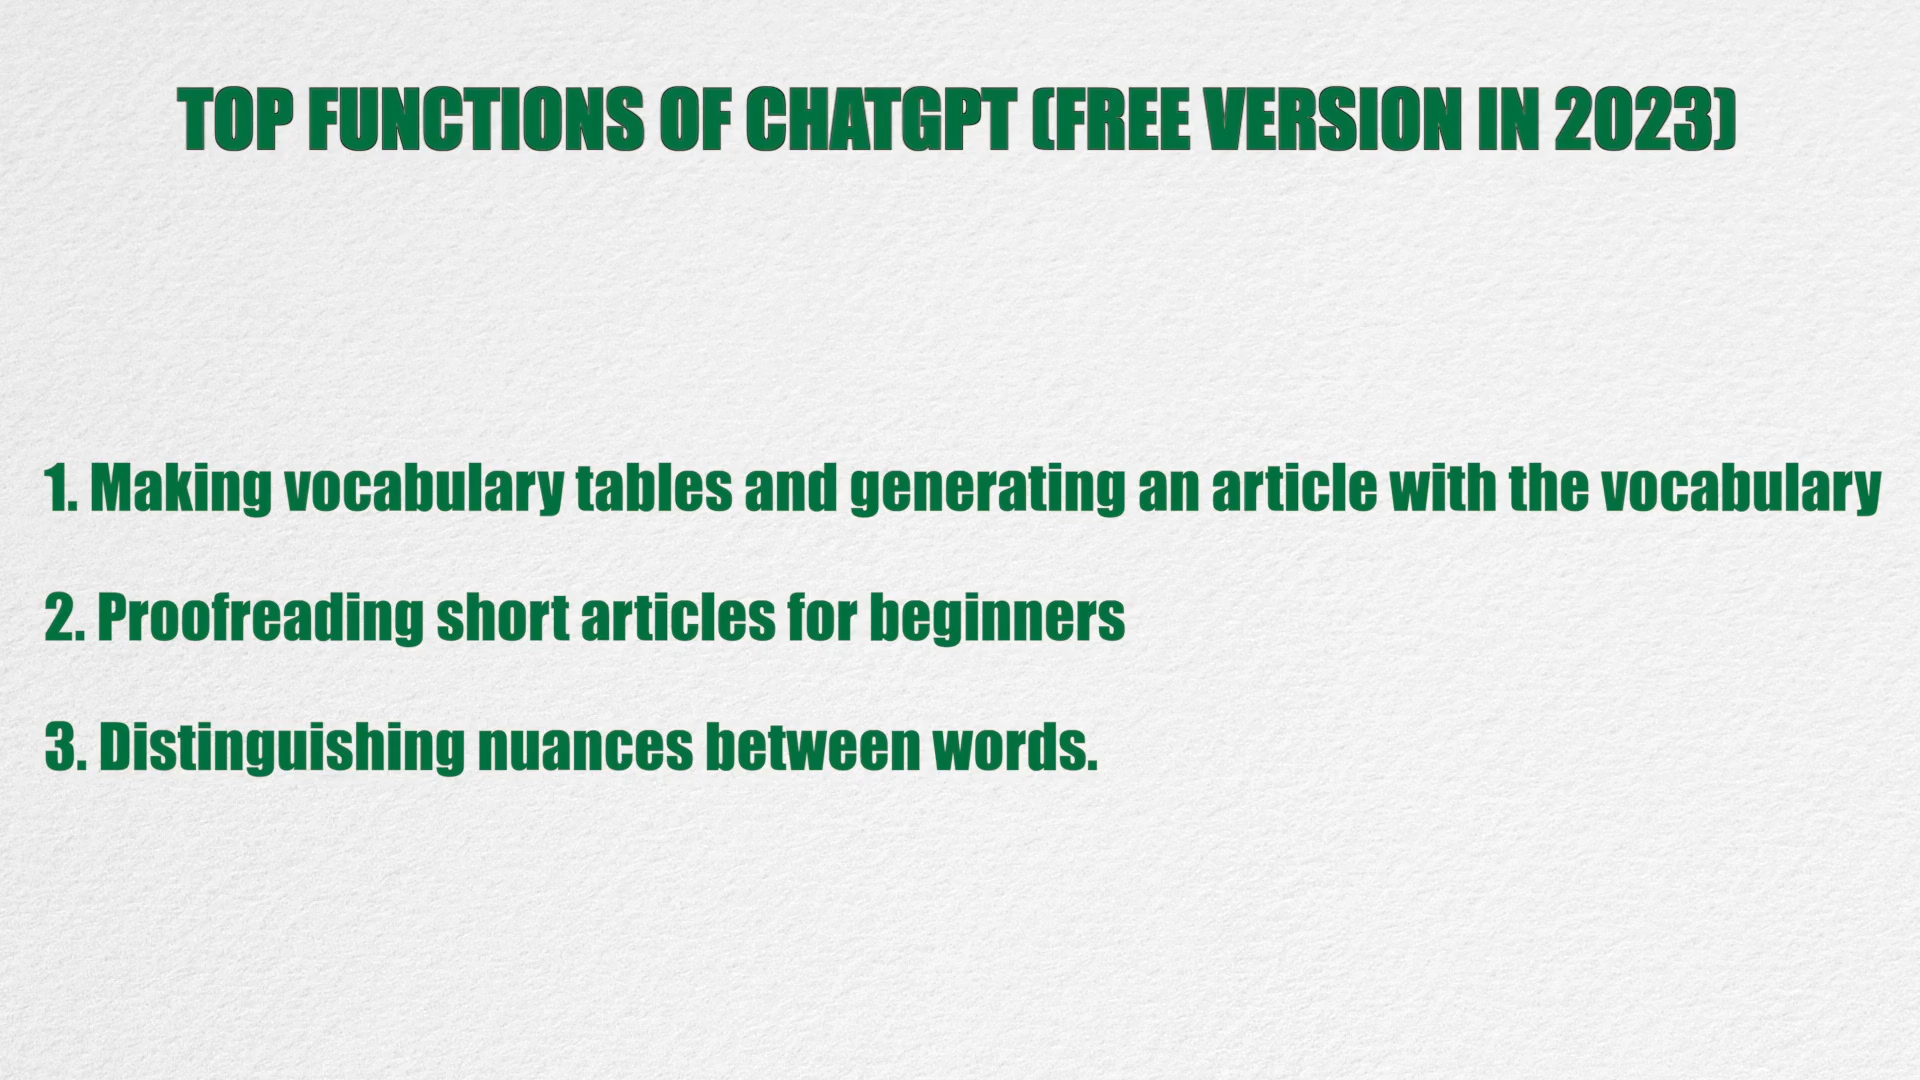 TOP FUNCTIONS OF CHATGPT (FREE VERSION IN 2023)
1. Making vocabulary tables and generating an article with the vocabulary
2. Proofreading short articles for beginners
3. Distinguishing nuances between words.